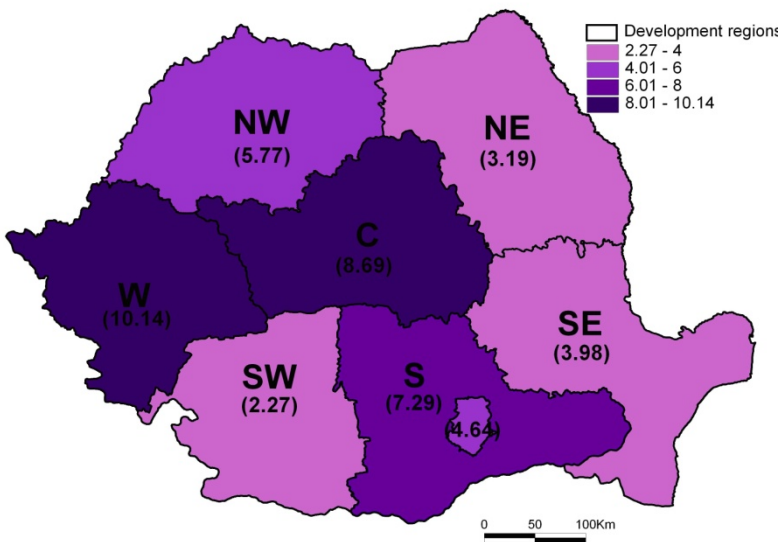 Development regions
2.27 - 4
4.01 - 6
6.01 - 8
8.01 - 10.14
NW
(5.77)
NE
(3.19)
C
(8.69)
W
(10.14)
SE
(3.98)
SW
(2.27)
S
(7.29)
(4.64)
0 50 100Km